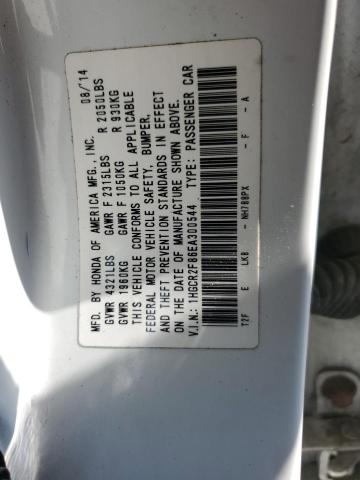 MFD. BY HONDA OF AMERICA MFG., INC. 09/14
GVWR 4321LBS GAWR F 2315LBS R 2050LBS
GVWR 1960KG GAWR F 1050KG R 930KG
THIS VEHICLE CONFORMS TO ALL APPLICABLE
FEDERAL MOTOR VEHICLE SAFETY, BUMPER,
AND THEFT PREVENTION STANDARDS IN EFFECT
ON THE DATE OF MANUFACTURE SHOWN ABOVE.
V.I.N.: 1HGCR2F86EA300544 TYPE: PASSENGER CAR
T2F E LKB - NH788PX - F - A